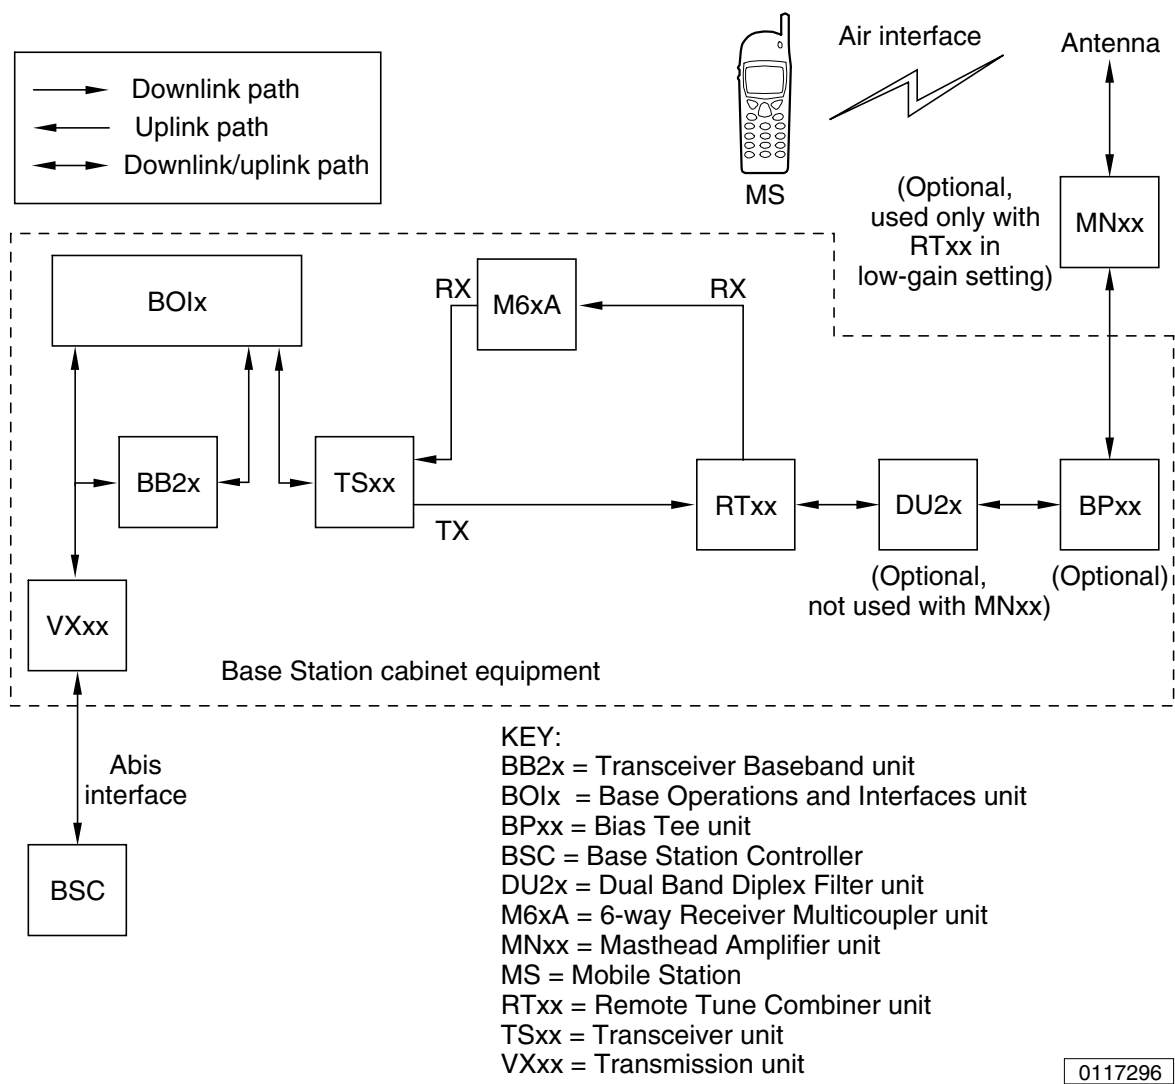 Downlink path
Uplink path
Downlink/uplink path
Air interface
Antenna
MS
(Optional,
used only with
RTxx in
low-gain setting)
MNxx
BOIx
RX
M6xA
RX
BB2x
TSxx
TX
RTxx
DU2x
BPxx
(Optional,
not used with MNxx)
(Optional)
VXxx
Base Station cabinet equipment
Abis
interface
BSC
KEY:
BB2x = Transceiver Baseband unit
BOIx = Base Operations and Interfaces unit
BPxx = Bias Tee unit
BSC = Base Station Controller
DU2x = Dual Band Diplex Filter unit
M6xA = 6-way Receiver Multicoupler unit
MNxx = Masthead Amplifier unit
MS = Mobile Station
RTxx = Remote Tune Combiner unit
TSxx = Transceiver unit
VXxx = Transmission unit
0117296